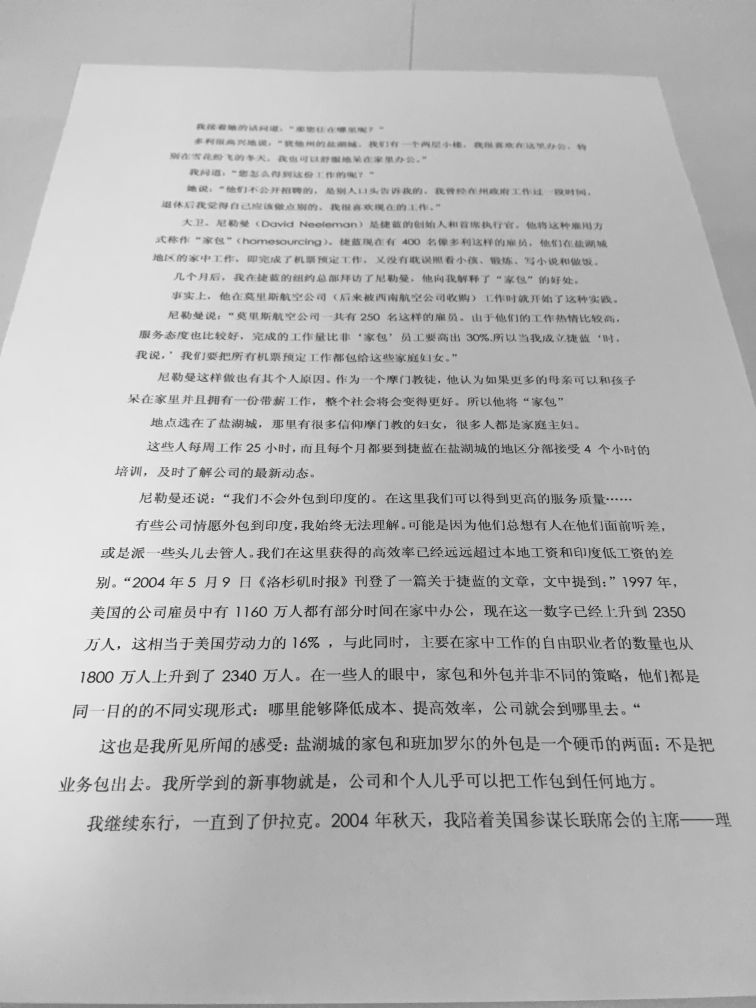 我接着她的话问道：“那您住在哪里呢？”
多利很高兴地说：“犹他州的盐湖城。我们有一个两层小楼，我很喜欢在这里办公，特
别在雪花纷飞的冬天，我也可以舒服地呆在家里办公。”
我问道：“您怎么得到这份工作的呢？”
她说：“他们不公开招聘的，是别人口头告诉我的。我曾经在州政府工作过一段时间，
退休后我觉得自己应该做点别的。我很喜欢现在的工作。”
大卫。尼勒曼（David Neeleman）是捷蓝的创始人和首席执行官。他将这种雇用方
式称作“家包”（homesourcing）。捷蓝现在有 400 名像多利这样的雇员，他们在盐湖城
地区的家中工作，即完成了机票预定工作，又没有耽误照看小孩、锻炼、写小说和做饭。
几个月后，我在捷蓝的纽约总部拜访了尼勒曼，他向我解释了“家包”的好处。
事实上，他在莫里斯航空公司（后来被西南航空公司收购）工作时就开始了这种实践。
尼勒曼说：“莫里斯航空公司一共有 250 名这样的雇员。由于他们的工作热情比较高，
服务态度也比较好，完成的工作量比非‘家包’员工要高出 30%.所以当我成立捷蓝‘时，
我说，’我们要把所有机票预定工作都包给这些家庭妇女。”
尼勒曼这样做也有其个人原因。作为一个摩门教徒，他认为如果更多的母亲可以和孩子
呆在家里并且拥有一份带薪工作，整个社会将会变得更好。所以他将“家包”
地点选在了盐湖城，那里有很多信仰摩门教的妇女，很多人都是家庭主妇。
这些人每周工作 25 小时，而且每个月都要到捷蓝在盐湖城的地区分部接受 4 个小时的
培训，及时了解公司的最新动态。
尼勒曼还说：“我们不会外包到印度的。在这里我们可以得到更高的服务质量……
有些公司情愿外包到印度，我始终无法理解。可能是因为他们总想有人在他们面前听差，
或是派一些头儿去管人。我们在这里获得的高效率已经远远超过本地工资和印度低工资的差
别。“2004 年 5 月 9 日《洛杉矶时报》刊登了一篇关于捷蓝的文章，文中提到：”1997 年，
美国的公司雇员中有 1160 万人都有部分时间在家中办公，现在这一数字已经上升到 2350
万人，这相当于美国劳动力的 16% ，与此同时，主要在家中工作的自由职业者的数量也从
1800 万人上升到了 2340 万人。在一些人的眼中，家包和外包并非不同的策略，他们都是
同一目的的不同实现形式：哪里能够降低成本、提高效率，公司就会到哪里去。“
这也是我所见所闻的感受：盐湖城的家包和班加罗尔的外包是一个硬币的两面；不是把
业务包出去。我所学到的新事物就是，公司和个人几乎可以把工作包到任何地方。
我继续东行，一直到了伊拉克。2004 年秋天，我陪着美国参谋长联席会的主席——理